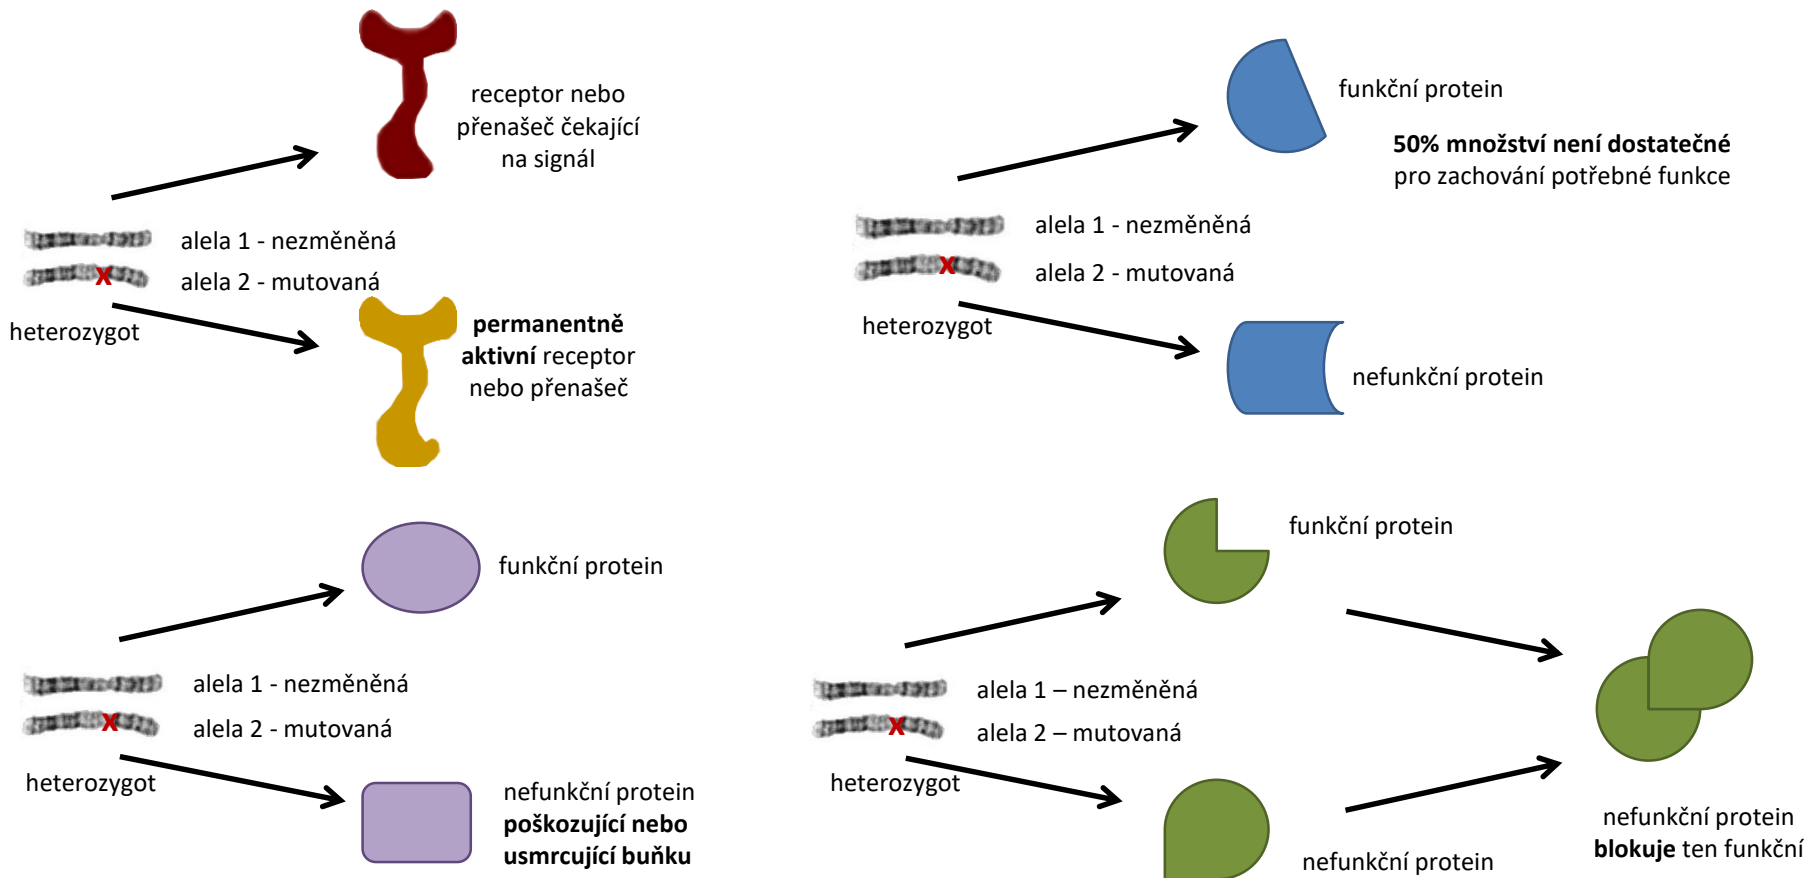 receptor nebo
přenašeč čekající
na signál
alela 1 - nezměněná
x
alela 2 - mutovaná
heterozygot
permanentně
aktivní receptor
nebo přenašeč
funkční protein
50% množství není dostatečné
pro zachování potřebné funkce
alela 1 - nezměněná
x
alela 2 - mutovaná
heterozygot
nefunkční protein
funkční protein
alela 1 - nezměněná
x
alela 2 - mutovaná
heterozygot
nefunkční protein
poškozující nebo
usmrcující buňku
funkční protein
alela 1 – nezměněná
x
alela 2 – mutovaná
heterozygot
nefunkční protein
nefunkční protein
blokuje ten funkční